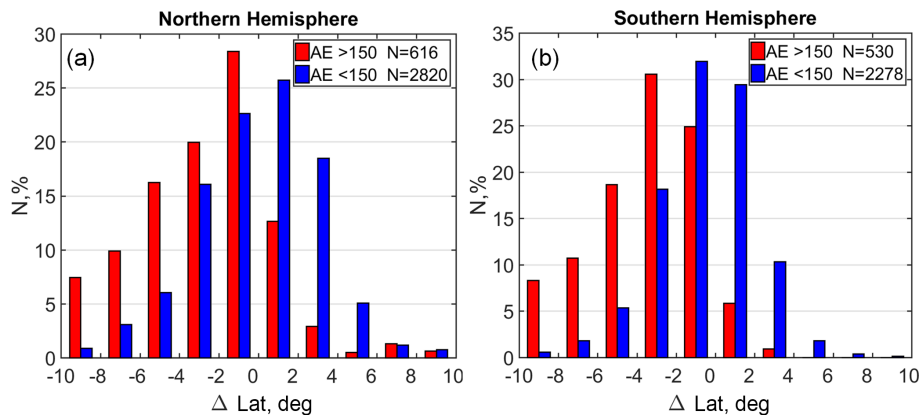 Northern Hemisphere
(a)
AE >150 N=616
AE <150 N=2820
30
25
20
15
10
5
0
N,%
-10 -8 -6 -4 -2 0 2 4 6 8 10
Δ Lat, deg
Southern Hemisphere
(b)
AE >150 N=530
AE <150 N=2278
35
30
25
20
15
10
5
0
N,%
-10 -8 -6 -4 -2 0 2 4 6 8 10
Δ Lat, deg